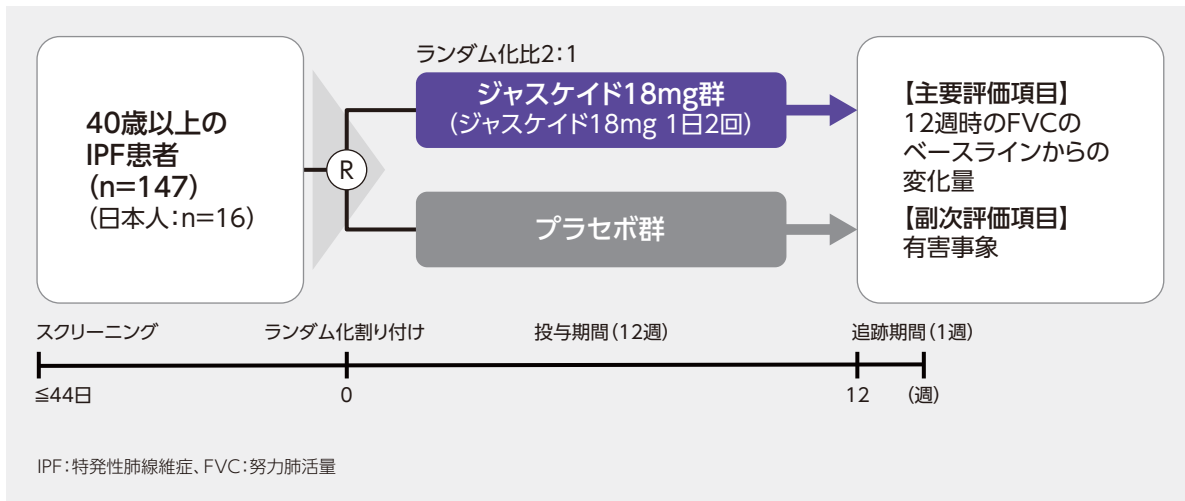 ランダム化比2：1
40歳以上の
IPF患者
（n=147）
（日本人：n=16）
R
ジャスケイド18mg群
（ジャスケイド18mg 1日2回）
プラセボ群
【主要評価項目】
12週時のFVCの
ベースラインからの
変化量
【副次評価項目】
有害事象
スクリーニング
ランダム化割り付け
投与期間（12週）
追跡期間（1週）
≦44日
0
12
（週）
IPF：特発性肺線維症、FVC：努力肺活量